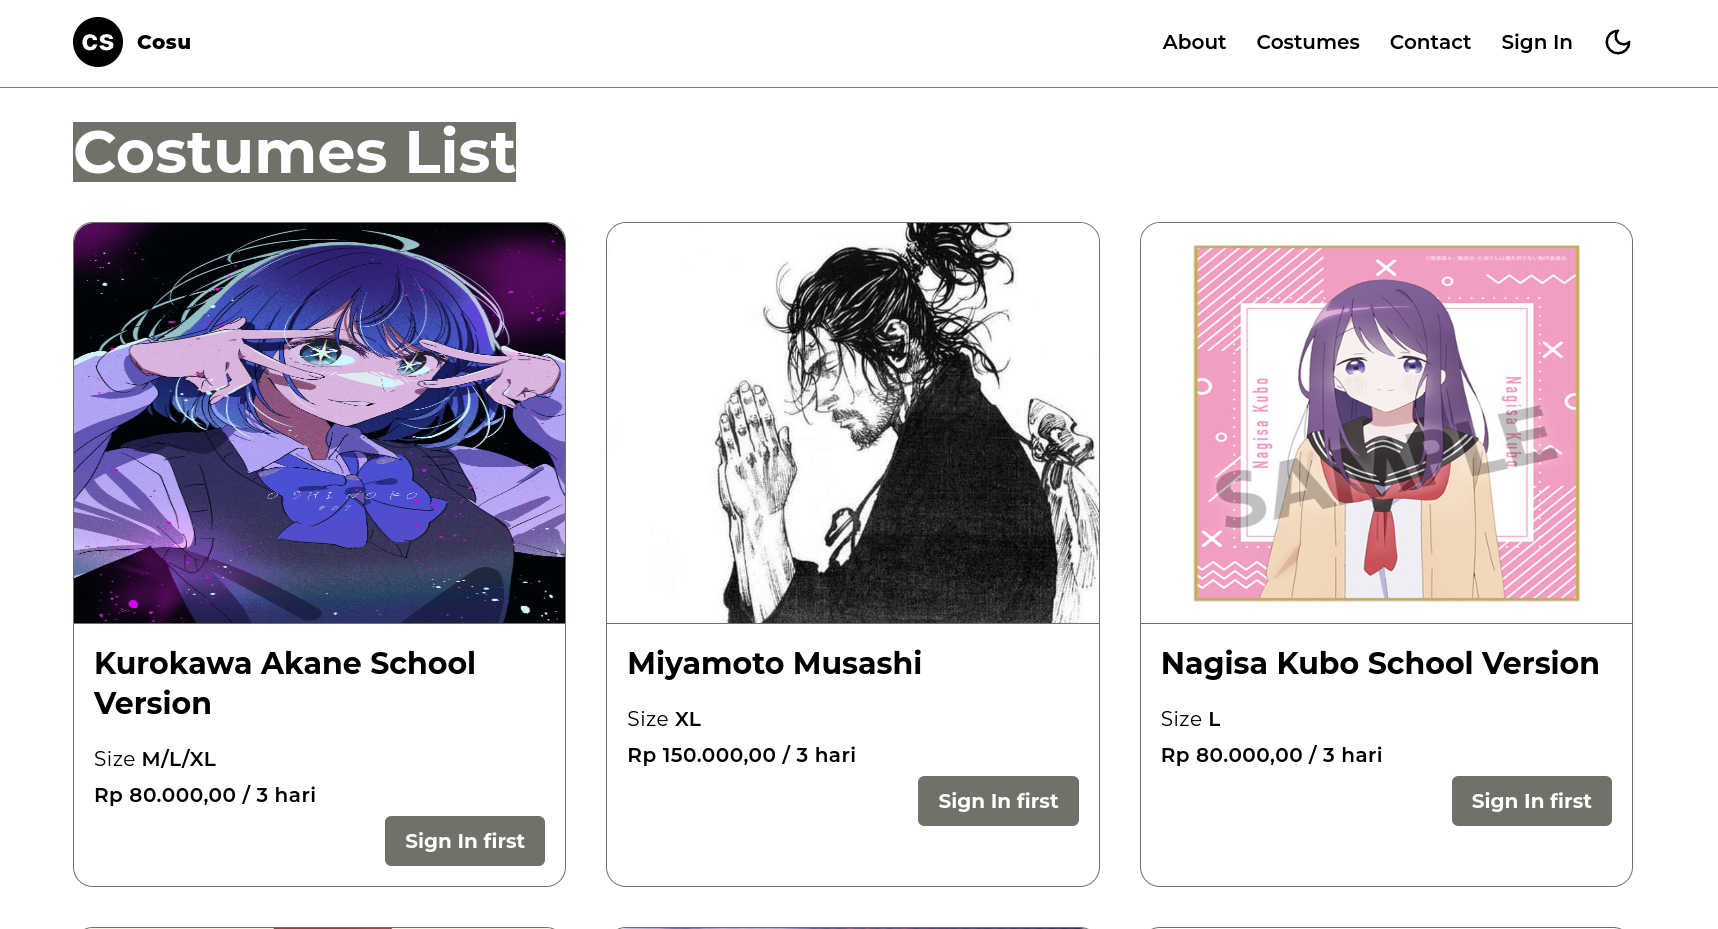 CS Cosu
About Costumes Contact Sign In
Costumes List
OSHI NO KO
Nagisa Kubo
Nagisa Kubo
SAMPLE
Kurokawa Akane School
Version
Size M/L/XL
Rp 80.000,00 / 3 hari
Sign In first
Miyamoto Musashi
Size XL
Rp 150.000,00 / 3 hari
Sign In first
Nagisa Kubo School Version
Size L
Rp 80.000,00 / 3 hari
Sign In first